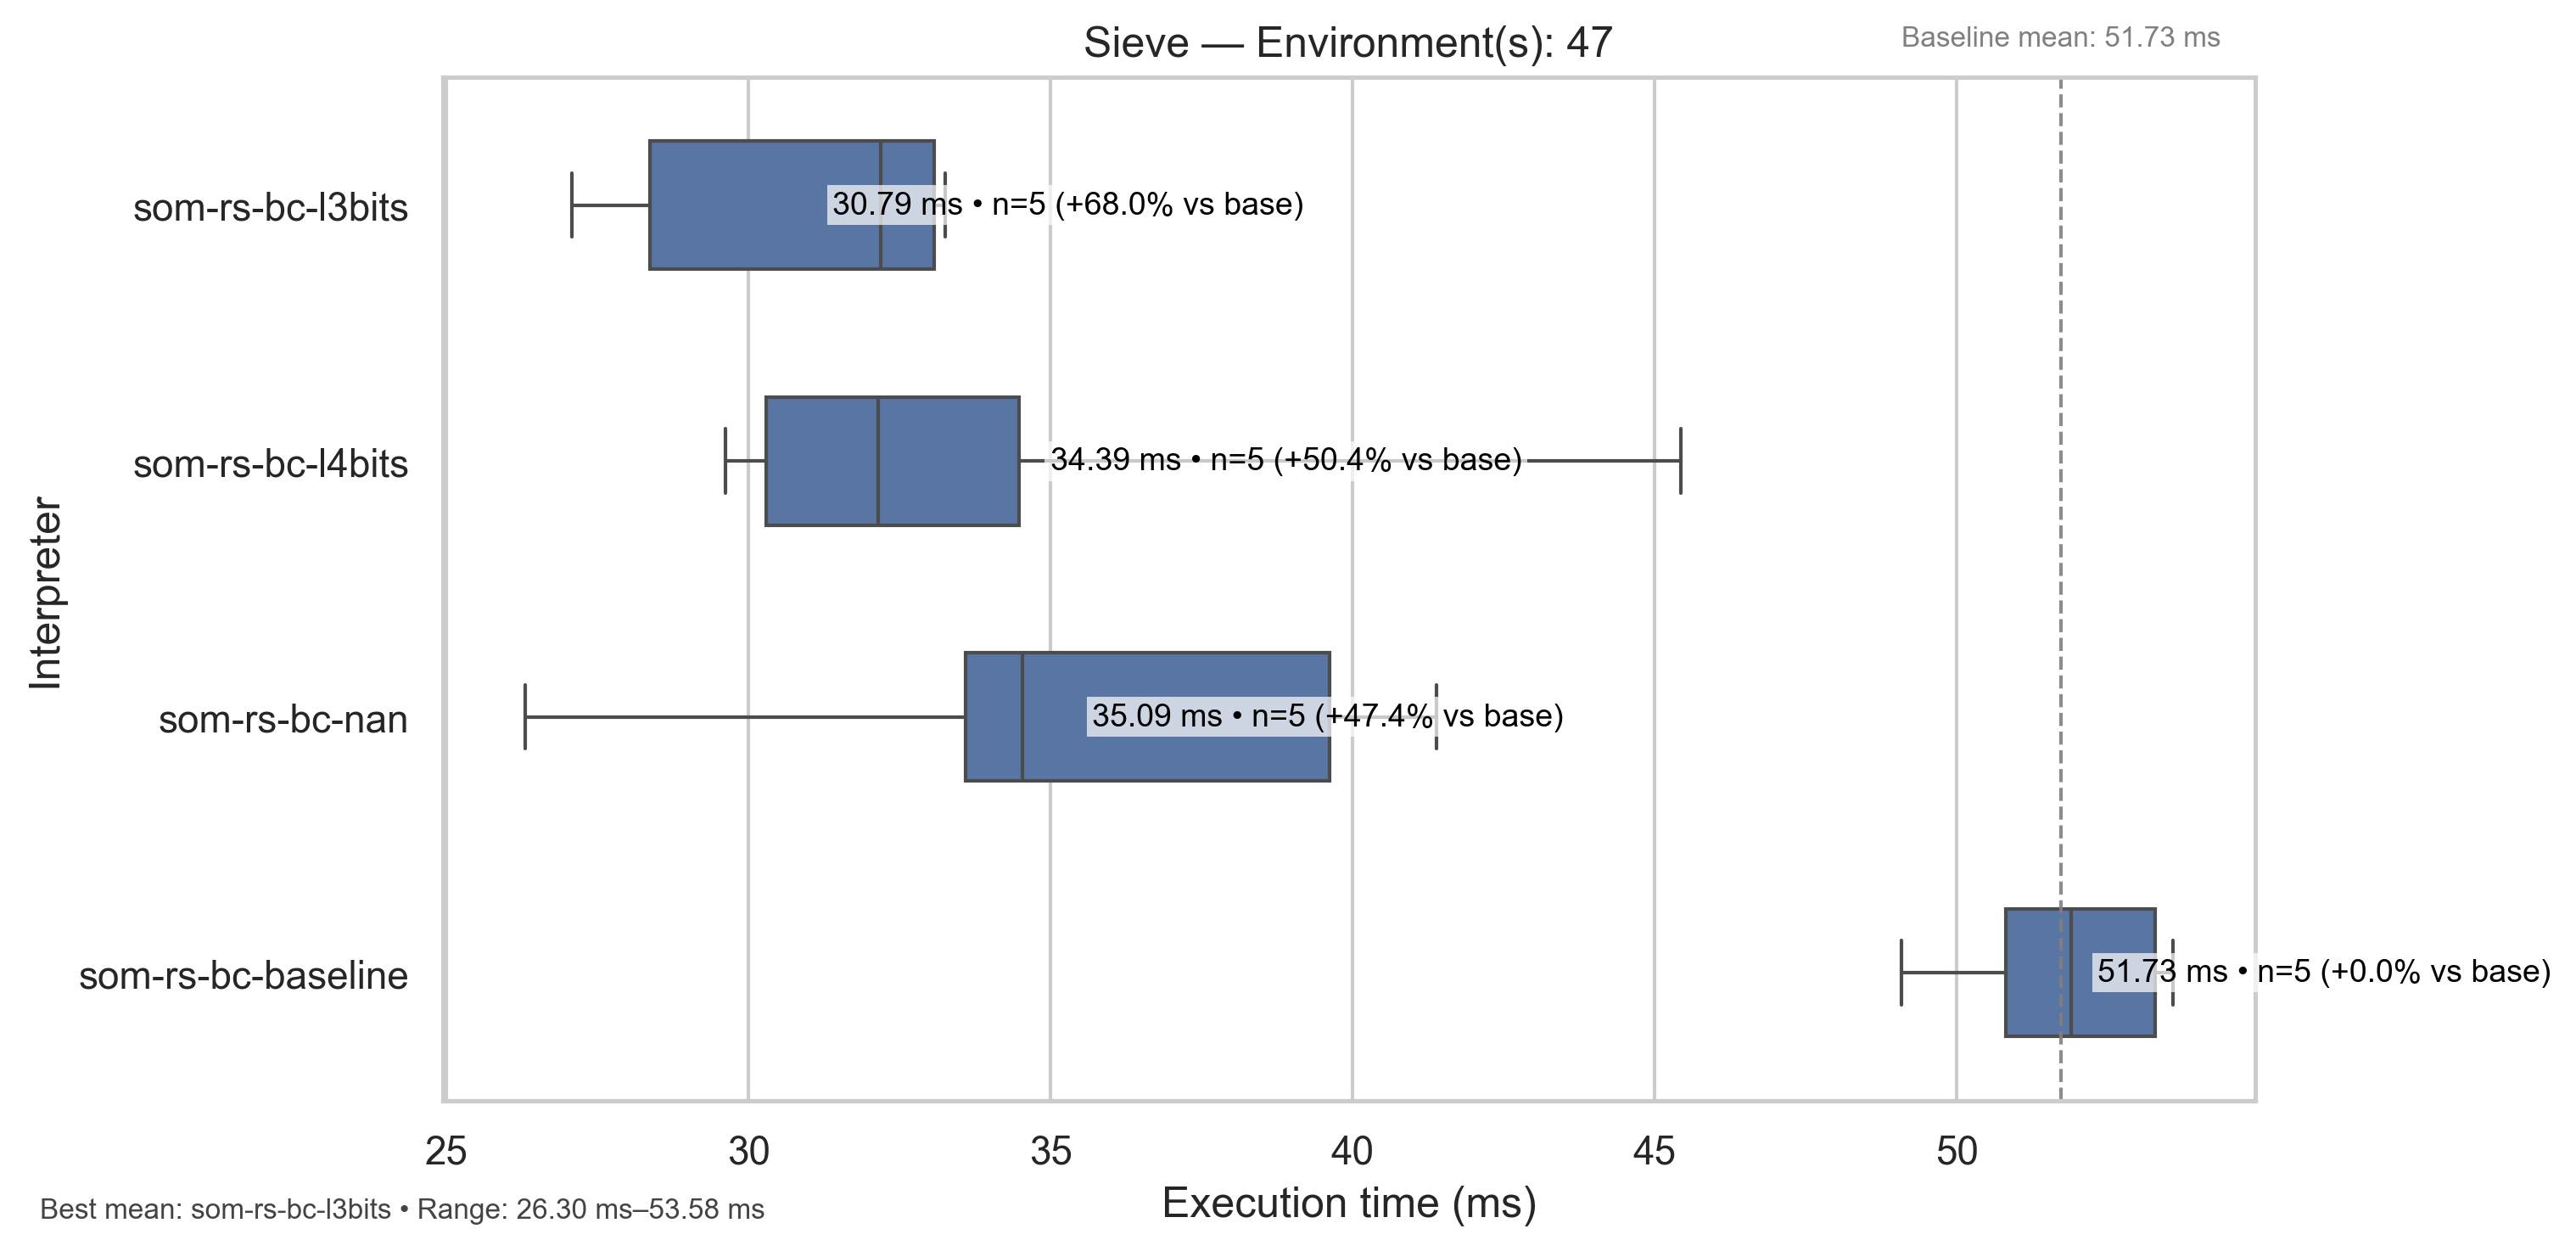 Sieve — Environment(s): 47
Baseline mean: 51.73 ms
som-rs-bc-l3bits
30.79 ms • n=5 (+68.0% vs base)
som-rs-bc-l4bits
34.39 ms • n=5 (+50.4% vs base)
Interpreter
som-rs-bc-nan
35.09 ms • n=5 (+47.4% vs base)
som-rs-bc-baseline
51.73 ms • n=5 (+0.0% vs base)
25 30 35 40 45 50
Execution time (ms)
Best mean: som-rs-bc-l3bits • Range: 26.30 ms–53.58 ms